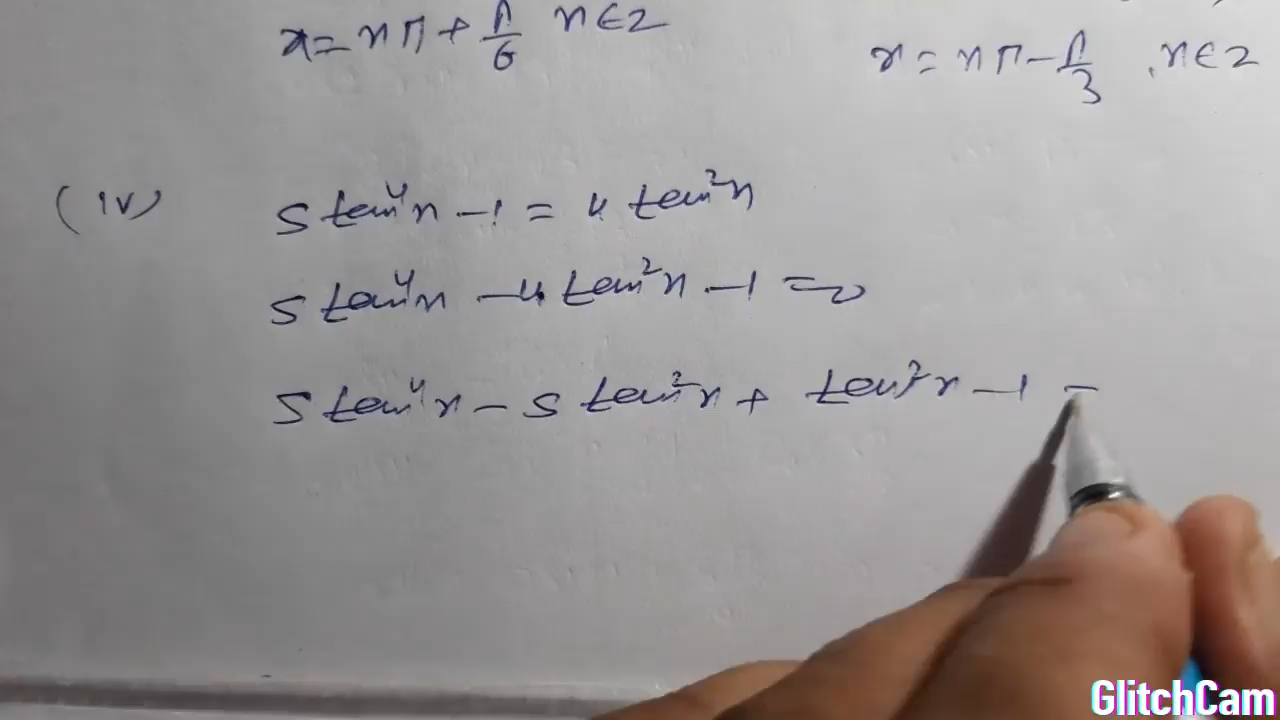 x = nπ + π/6 n ∈ Z
x = nπ - π/3 , n ∈ Z
(iv) 5 tan⁴x - 1 = 4 tan²x
5 tan⁴x - 4 tan²x - 1 = 0
5 tan⁴x - 5 tan²x + tan²x - 1 =
GlitchCam